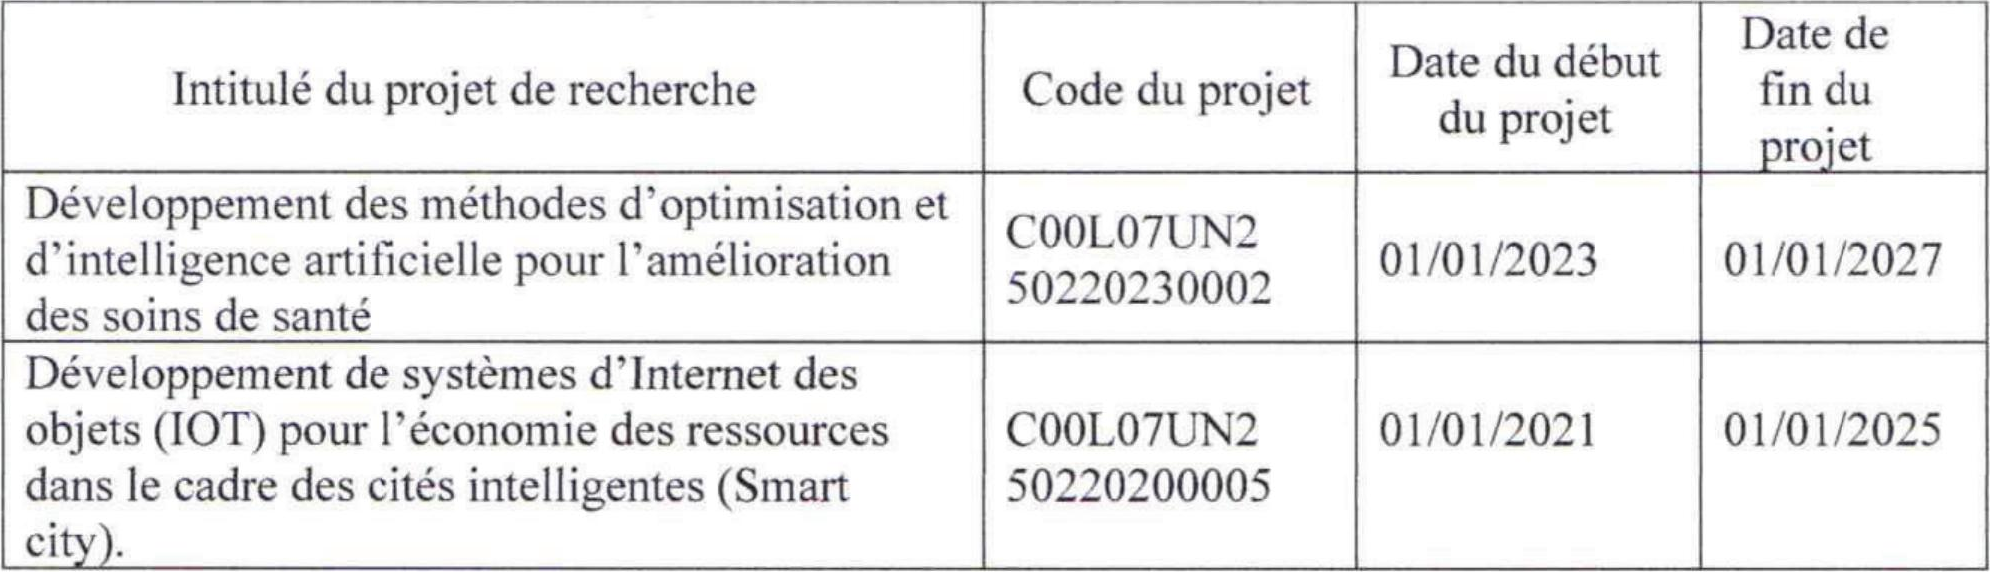 Intitulé du projet de recherche
Code du projet
Date du début
du projet
Date de
fin du
projet
Développement des méthodes d'optimisation et
d'intelligence artificielle pour l'amélioration
des soins de santé
C00L07UN2
50220230002
01/01/2023
01/01/2027
Développement de systèmes d'Internet des
objets (IOT) pour l'économie des ressources
dans le cadre des cités intelligentes (Smart
city).
C00L07UN2
50220200005
01/01/2021
01/01/2025